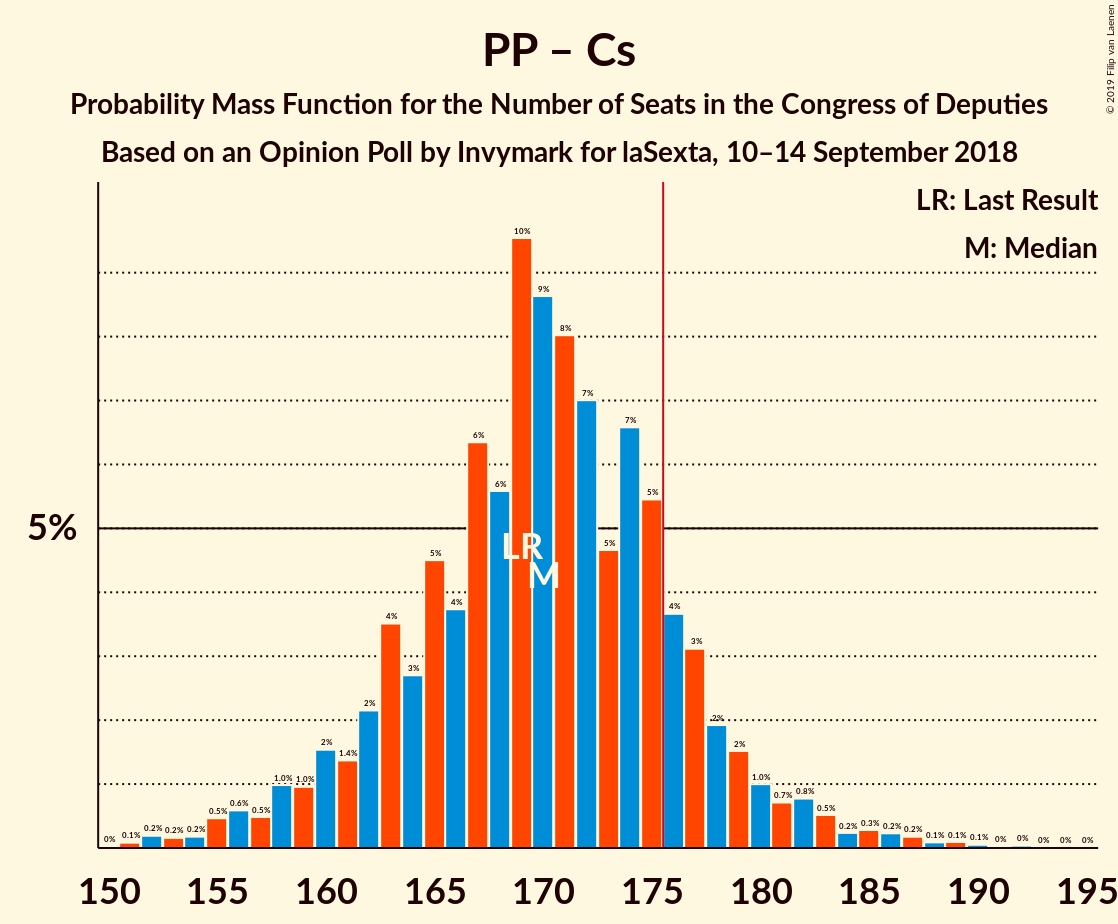 PP – Cs
Probability Mass Function for the Number of Seats in the Congress of Deputies
Based on an Opinion Poll by Invymark for laSexta, 10–14 September 2018
© 2019 Filip van Laenen
LR: Last Result
M: Median
5%
0% 0.1% 0.2% 0.2% 0.2% 0.5% 0.6% 0.5% 1.0% 1.0% 2% 1.4% 2% 4% 3% 5% 4% 6% 6% 10% 9% 8% 7% 5% 7% 5% 4% 3% 2% 2% 1.0% 0.7% 0.8% 0.5% 0.2% 0.3% 0.2% 0.2% 0.1% 0.1% 0.1% 0% 0% 0% 0% 0%
LR
M
150 155 160 165 170 175 180 185 190 195